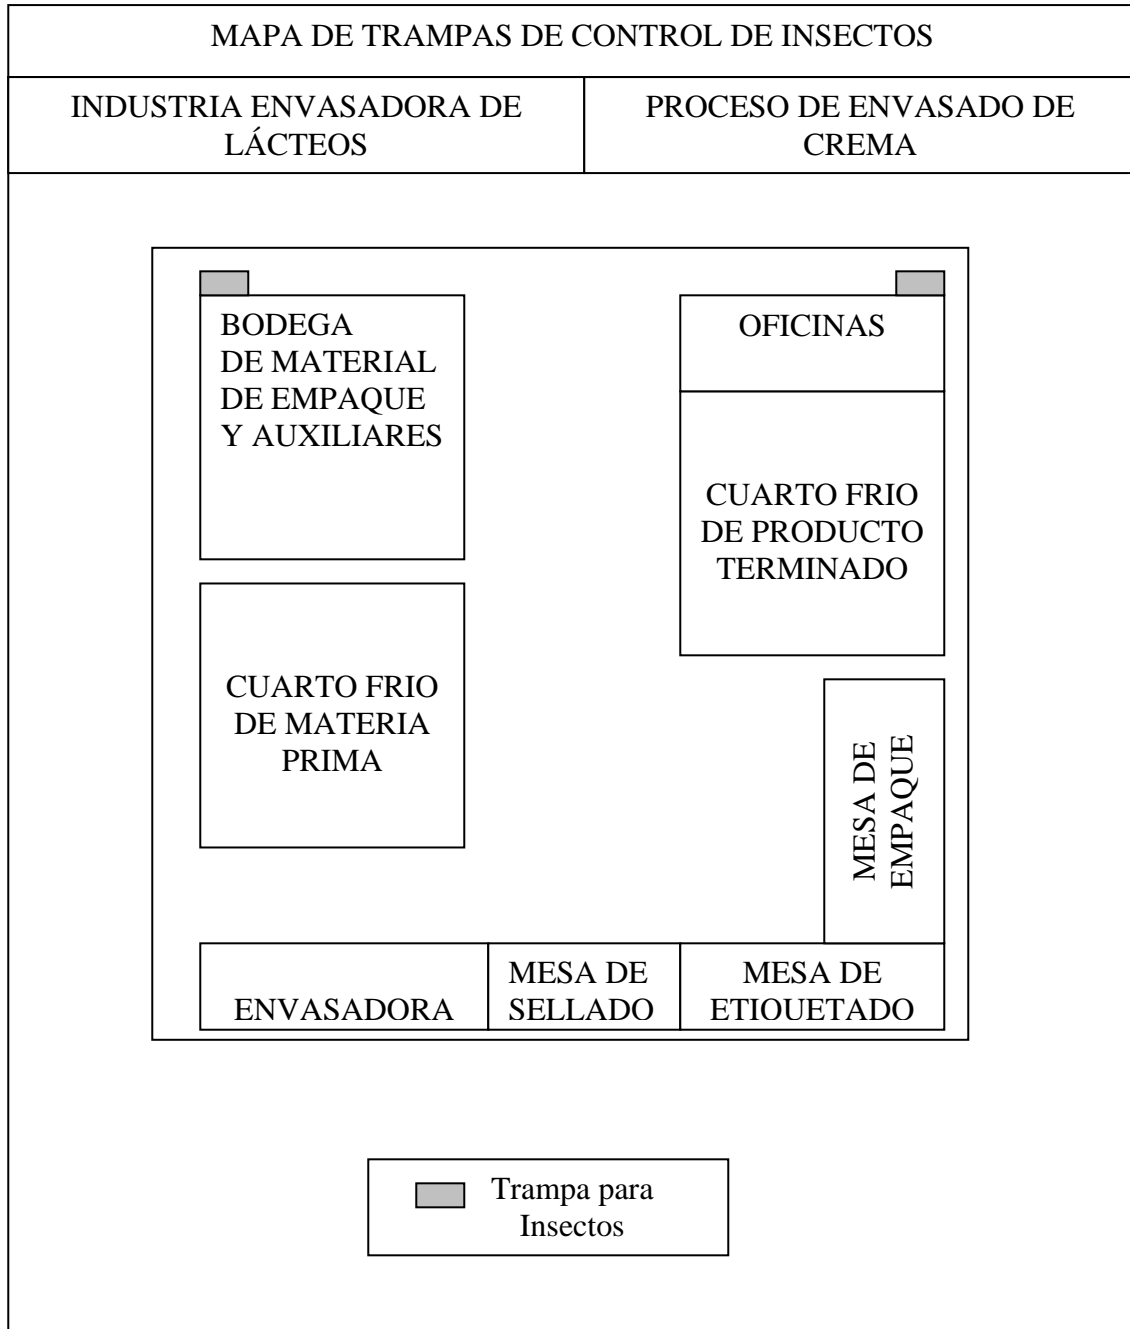 MAPA DE TRAMPAS DE CONTROL DE INSECTOS
INDUSTRIA ENVASADORA DE
LÁCTEOS
PROCESO DE ENVASADO DE
CREMA
BODEGA
DE MATERIAL
DE EMPAQUE
Y AUXILIARES
OFICINAS
CUARTO FRIO
DE PRODUCTO
TERMINADO
CUARTO FRIO
DE MATERIA
PRIMA
MESA DE
EMPAQUE
ENVASADORA
MESA DE
SELLADO
MESA DE
ETIQUETADO
Trampa para
Insectos